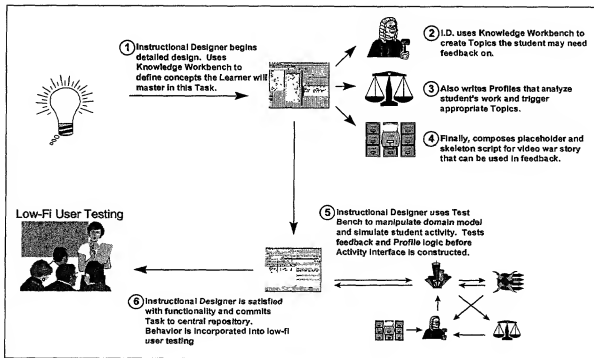 ① Instructional Designer begins
detailed design. Uses
Knowledge Workbench to
define concepts the Learner will
master in this Task.
② I.D. uses Knowledge Workbench to
create Topics the student may need
feedback on.
③ Also writes Profiles that analyze
student's work and trigger
appropriate Topics.
④ Finally, composes placeholder and
skeleton script for video war story
that can be used in feedback.
⑤ Instructional Designer uses Test
Bench to manipulate domain model
and simulate student activity. Tests
feedback and Profile logic before
Activity Interface is constructed.
Low-Fi User Testing
⑥ Instructional Designer is satisfied
with functionality and commits
Task to central repository.
Behavior is incorporated into low-fi
user testing